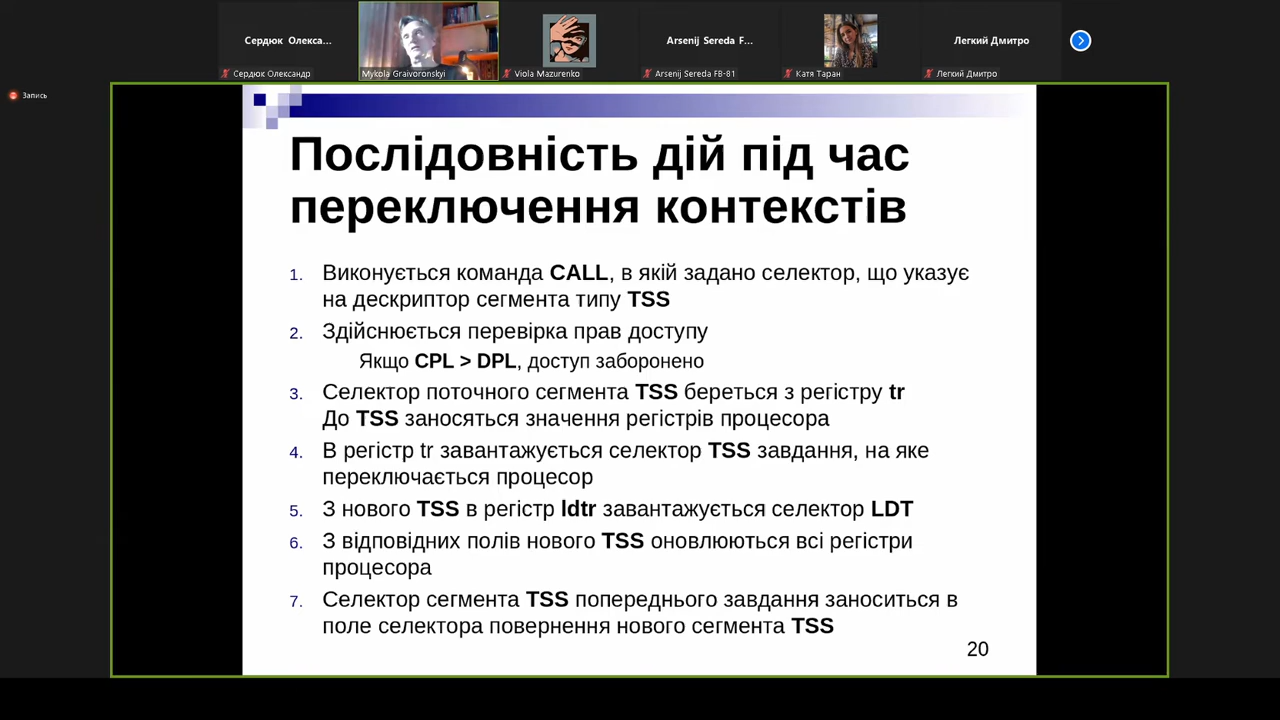 Сердюк Олекса...
Arsenij Sereda F...
Легкий Дмитро
Сердюк Олександр
Mykola Graivoronskyi
Viola Mazurenko
Arsenij Sereda FB-81
Катя Таран
Легкий Дмитро
Запись
Послідовність дій під час
переключення контекстів
1. Виконується команда CALL, в якій задано селектор, що указує
на дескриптор сегмента типу TSS
2. Здійснюється перевірка прав доступу
Якщо CPL > DPL, доступ заборонено
3. Селектор поточного сегмента TSS береться з регістру tr
До TSS заносяться значення регістрів процесора
4. В регістр tr завантажується селектор TSS завдання, на яке
переключається процесор
5. З нового TSS в регістр ldtr завантажується селектор LDT
6. З відповідних полів нового TSS оновлюються всі регістри
процесора
7. Селектор сегмента TSS попереднього завдання заноситься в
поле селектора повернення нового сегмента TSS
20